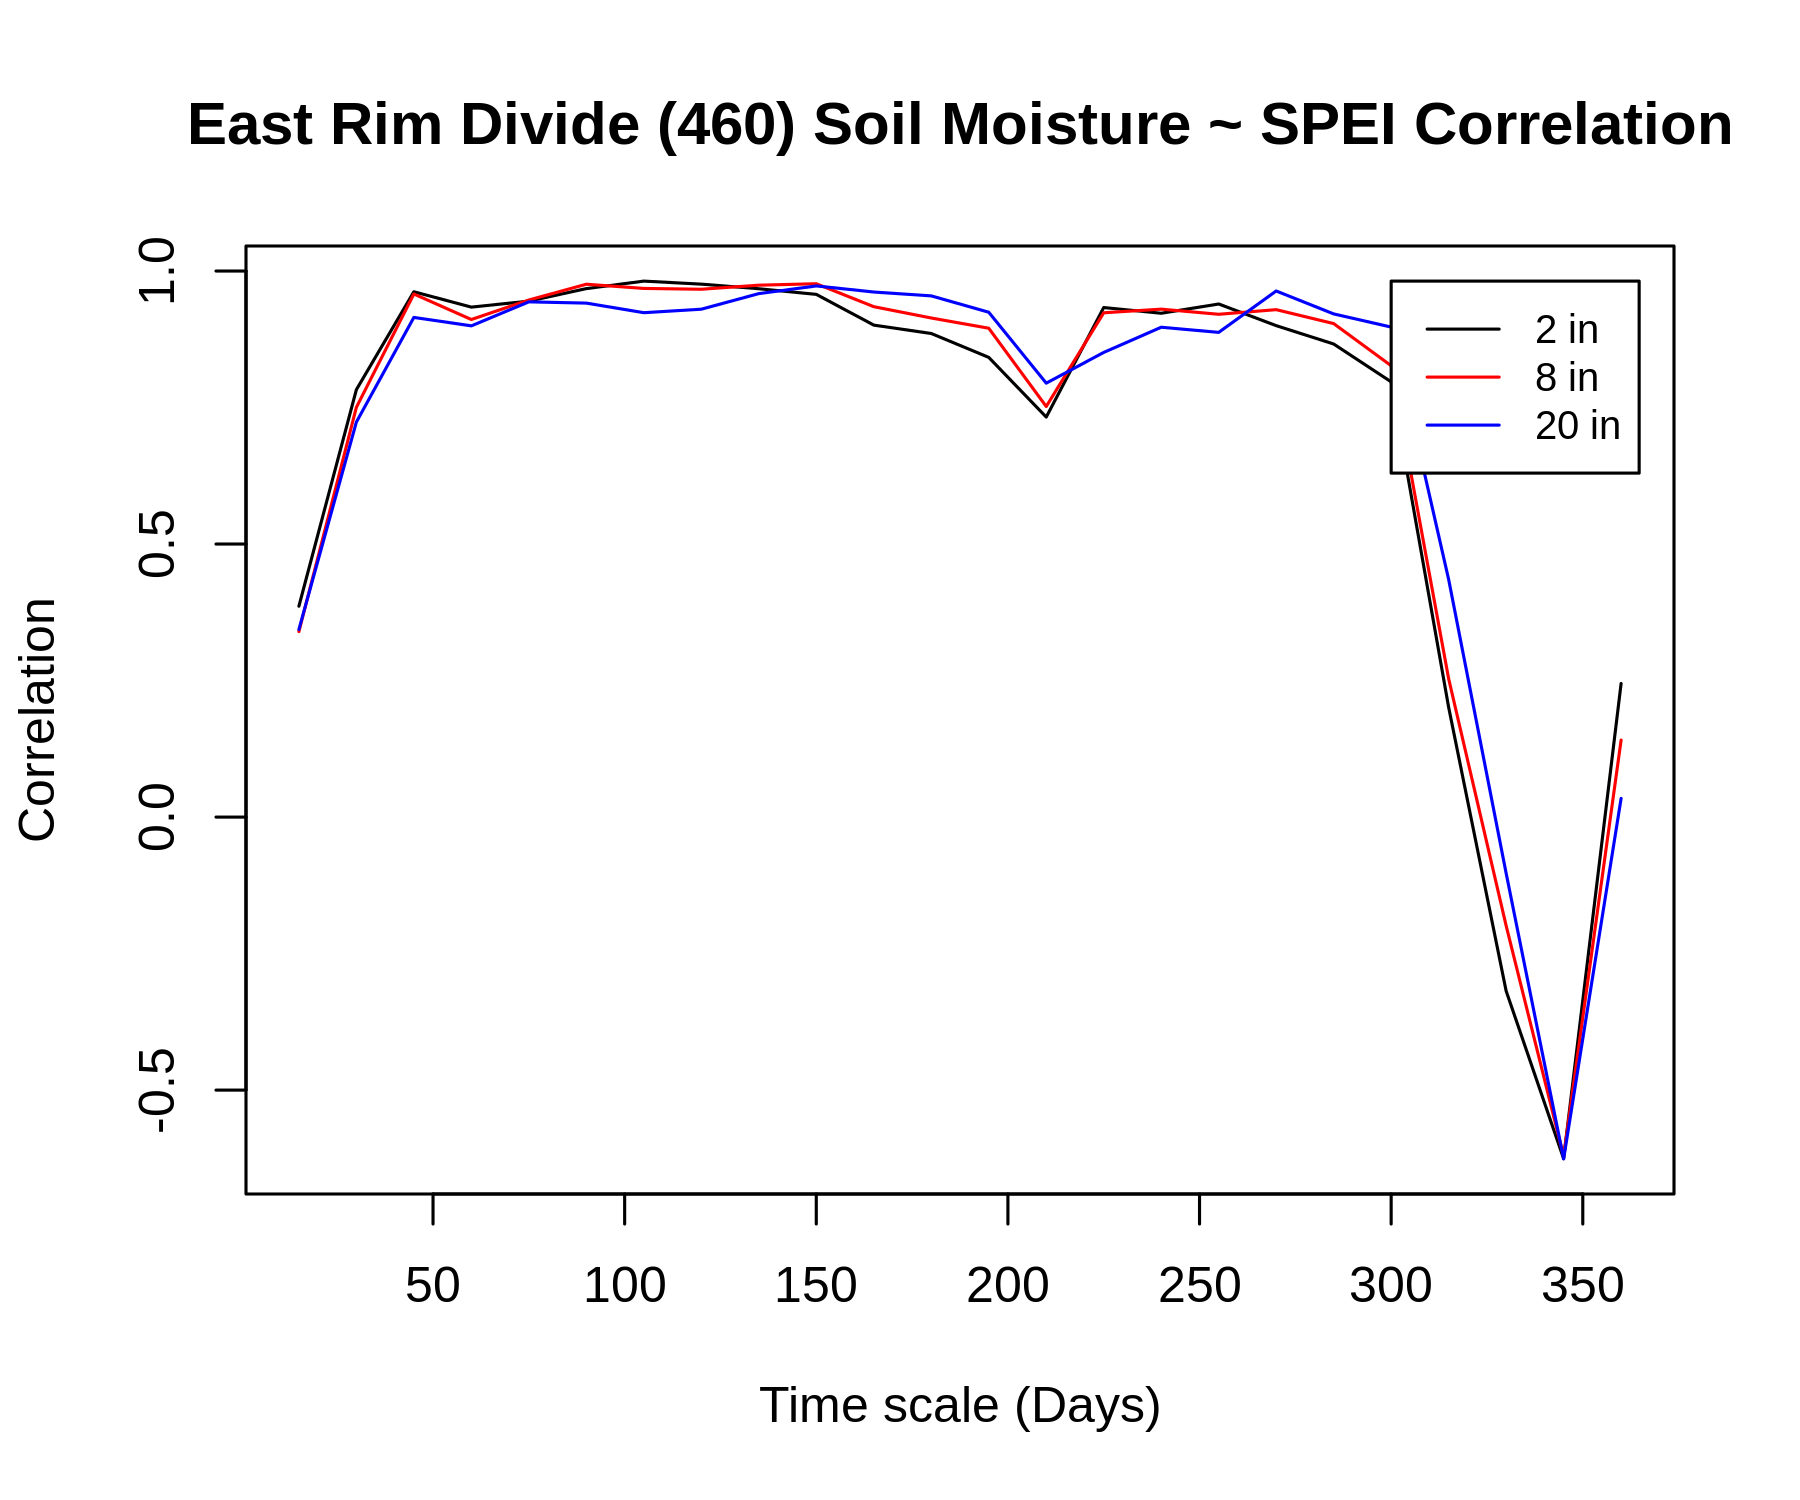 East Rim Divide (460) Soil Moisture ~ SPEI Correlation
1.0
0.5
0.0
-0.5
Correlation
2 in
8 in
20 in
50 100 150 200 250 300 350
Time scale (Days)